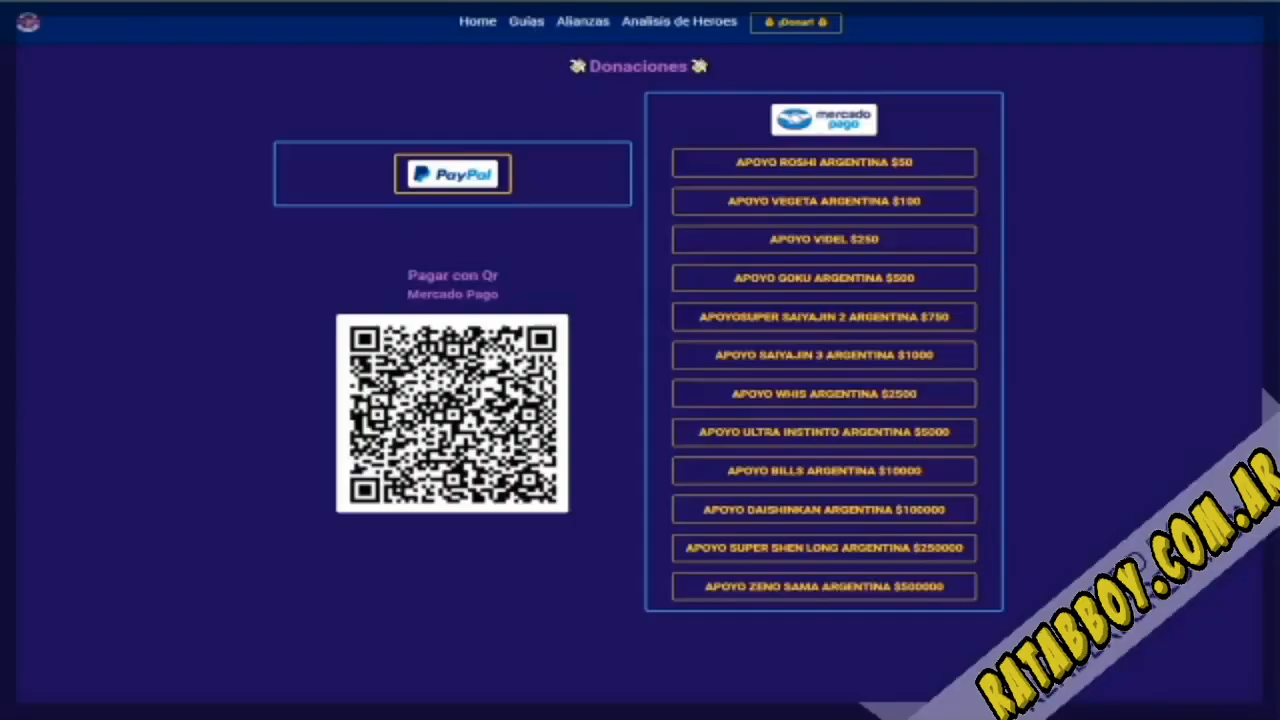 Home Guias Alianzas Analisis de Heroes ¡Donar!
Donaciones
PayPal
Pagar con Qr
Mercado Pago
mercado
pago
APOYO ROSHI ARGENTINA $50
APOYO VEGETA ARGENTINA $100
APOYO VIDEL $250
APOYO GOKU ARGENTINA $500
APOYOSUPER SAIYAJIN 2 ARGENTINA $750
APOYO SAIYAJIN 3 ARGENTINA $1000
APOYO WHIS ARGENTINA $2500
APOYO ULTRA INSTINTO ARGENTINA $5000
APOYO BILLS ARGENTINA $10000
APOYO DAISHINKAN ARGENTINA $100000
APOYO SUPER SHEN LONG ARGENTINA $250000
APOYO ZENO SAMA ARGENTINA $500000
RATABBOY.COM.AR